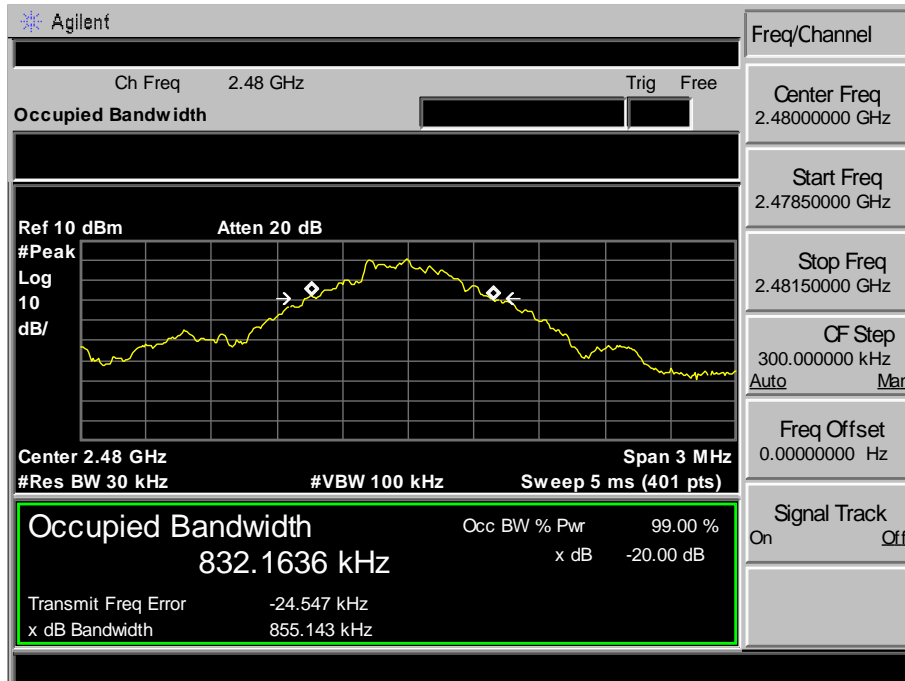 Agilent
Freq/Channel
Ch Freq 2.48 GHz Trig Free
Occupied Bandwidth
Center Freq
2.48000000 GHz
Start Freq
2.47850000 GHz
Stop Freq
2.48150000 GHz
CF Step
300.000000 kHz
Auto Man
Freq Offset
0.00000000 Hz
Signal Track
On Off
Ref 10 dBm Atten 20 dB
#Peak
Log
10
dB/
Center 2.48 GHz Span 3 MHz
#Res BW 30 kHz #VBW 100 kHz Sweep 5 ms (401 pts)
Occupied Bandwidth
832.1636 kHz
Occ BW % Pwr 99.00 %
x dB -20.00 dB
Transmit Freq Error -24.547 kHz
x dB Bandwidth 855.143 kHz